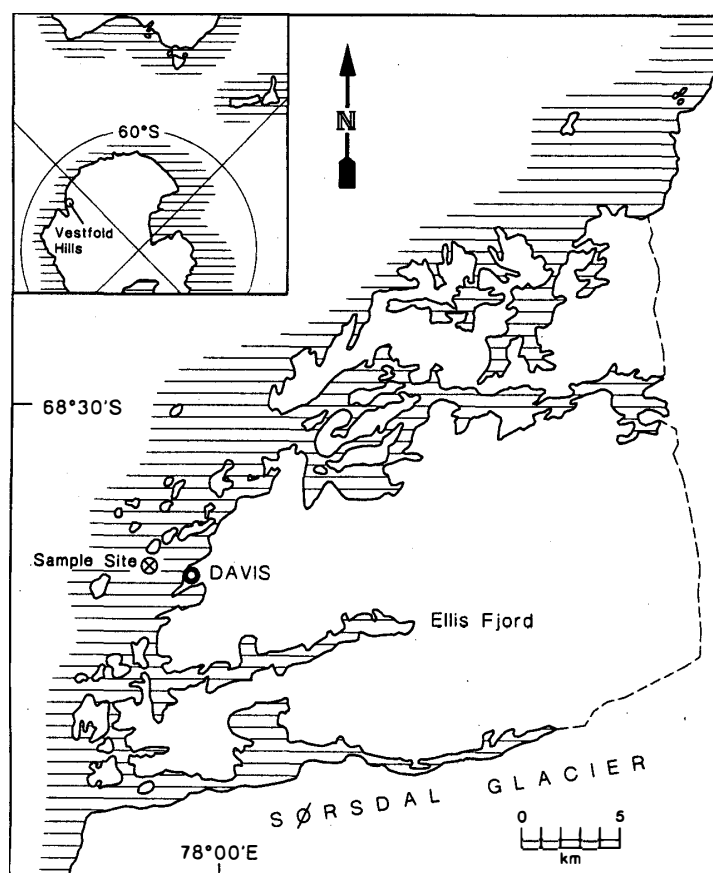 60°S
Vestfold
Hills
N
68°30'S
Sample Site
DAVIS
Ellis Fjord
SØRSDAL GLACIER
0 5
km
78°00'E